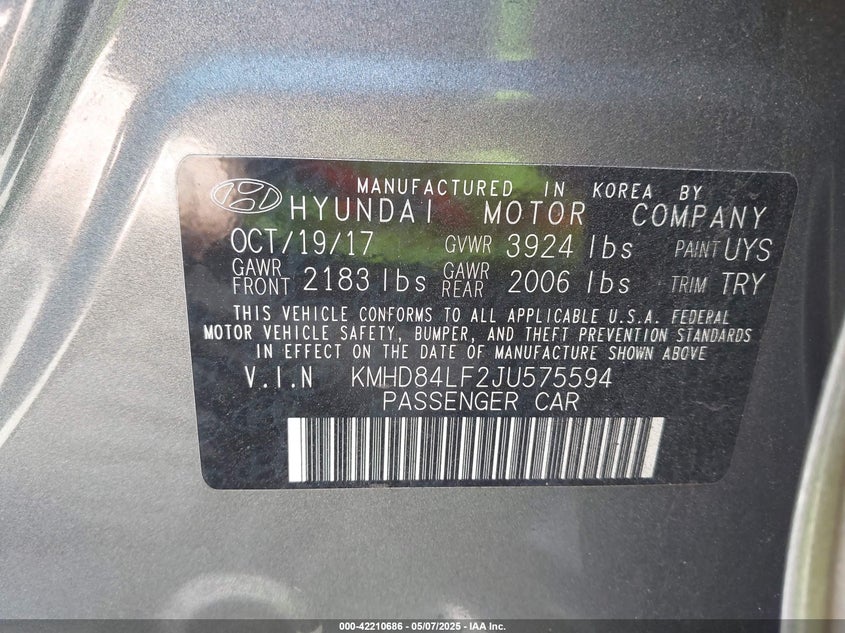 MANUFACTURED IN KOREA BY
HYUNDAI MOTOR COMPANY
OCT/19/17 GVWR 3924 lbs PAINT UYS
GAWR FRONT 2183 lbs GAWR REAR 2006 lbs TRIM TRY
THIS VEHICLE CONFORMS TO ALL APPLICABLE U.S.A. FEDERAL
MOTOR VEHICLE SAFETY, BUMPER, AND THEFT PREVENTION STANDARDS
IN EFFECT ON THE DATE OF MANUFACTURE SHOWN ABOVE
V.I.N KMHD84LF2JU575594
PASSENGER CAR
000-42210686 - 05/07/2025 - IAA Inc.